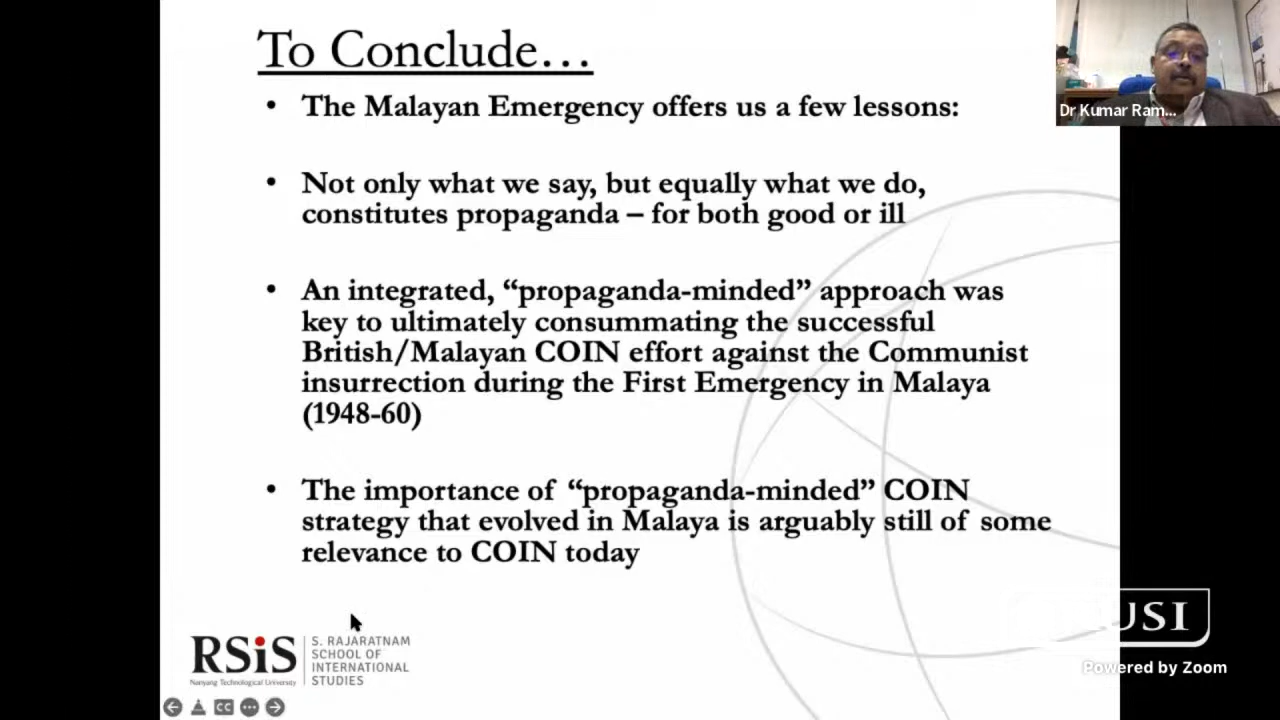 To Conclude…
• The Malayan Emergency offers us a few lessons:
• Not only what we say, but equally what we do,
constitutes propaganda – for both good or ill
• An integrated, “propaganda-minded” approach was
key to ultimately consummating the successful
British/Malayan COIN effort against the Communist
insurrection during the First Emergency in Malaya
(1948-60)
• The importance of “propaganda-minded” COIN
strategy that evolved in Malaya is arguably still of some
relevance to COIN today
Dr Kumar Ram...
RSiS
S. RAJARATNAM
SCHOOL OF
INTERNATIONAL
STUDIES
Nanyang Technological University
CC
USI
Powered by Zoom